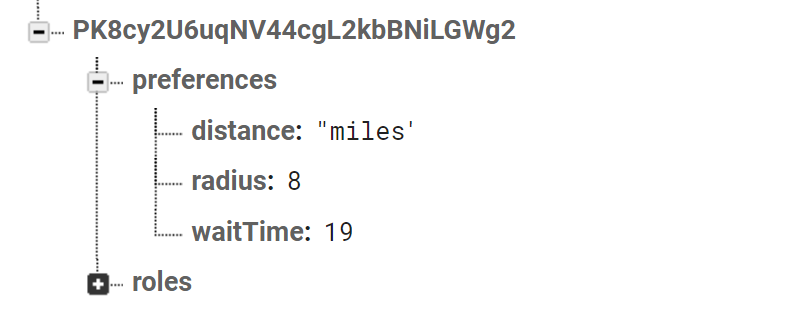 PK8cy2U6uqNV44cgL2kbBNiLGWg2
preferences
distance: "miles'
radius: 8
waitTime: 19
roles